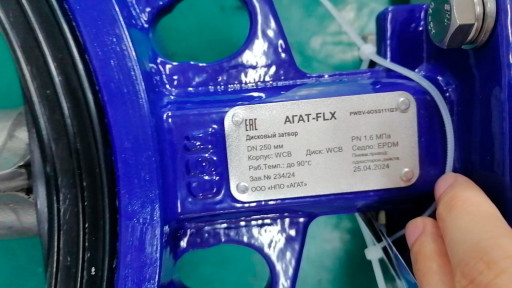 EAC АГАТ-FLX
Дисковый затвор
DN 250 мм PN 1.6 МПа
Корпус: WCB Диск: WCB Седло: EPDM
Раб.Темп.: до 90°С
Зав.№ 234/24 25.04.2024
ООО «НПО «АГАТ»